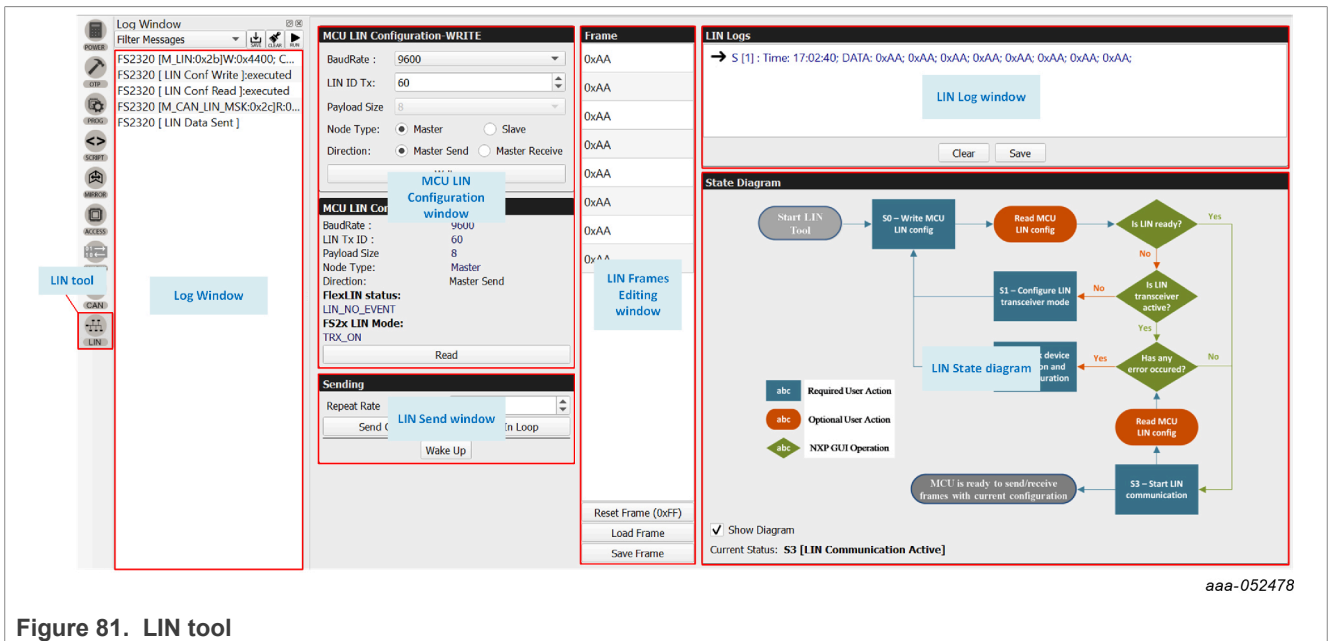 Log Window
Filter Messages
SAVE
CLEAR
RUN
FS2320 [M_LIN:0x2b]W:0x4400; C...
FS2320 [ LIN Conf Write ]:executed
FS2320 [ LIN Conf Read ]:executed
FS2320 [M_CAN_LIN_MSK:0x2c]R:0...
FS2320 [ LIN Data Sent ]
Log Window
POWER
OTP
PROG
SCRIPT
MIRROR
ACCESS
LIN tool
CAN
LIN
MCU LIN Configuration-WRITE
BaudRate : 9600
LIN ID Tx: 60
Payload Size 8
Node Type: Master Slave
Direction: Master Send Master Receive
MCU LIN
Configuration
window
MCU LIN
BaudRate : 9600
LIN Tx ID : 60
Payload Size 8
Node Type: Master
Direction: Master Send
FlexLIN status:
LIN_NO_EVENT
FS2x LIN Mode:
TRX_ON
Read
Sending
Repeat Rate
LIN Send window
Send
In Loop
Wake Up
Frame
0xAA
0xAA
0xAA
0xAA
0xAA
0xAA
0xAA
0xAA
LIN Frames
Editing
window
Reset Frame (0xFF)
Load Frame
Save Frame
LIN Logs
➔ S [1] : Time: 17:02:40; DATA: 0xAA; 0xAA; 0xAA; 0xAA; 0xAA; 0xAA; 0xAA; 0xAA;
LIN Log window
Clear Save
State Diagram
Start LIN
Tool
S0 – Write MCU
LIN config
Read MCU
LIN config
Is LIN ready?
Yes
No
S1 – Configure LIN
transceiver mode
No
Is LIN
transceiver
active?
Yes
device
and
LIN State diagram
Yes
Has any
error occured?
No
abc Required User Action
abc Optional User Action
abc NXP GUI Operation
Read MCU
LIN config
MCU is ready to send/receive
frames with current configuration
S3 – Start LIN
communication
Show Diagram
Current Status: S3 [LIN Communication Active]
aaa-052478
Figure 81. LIN tool